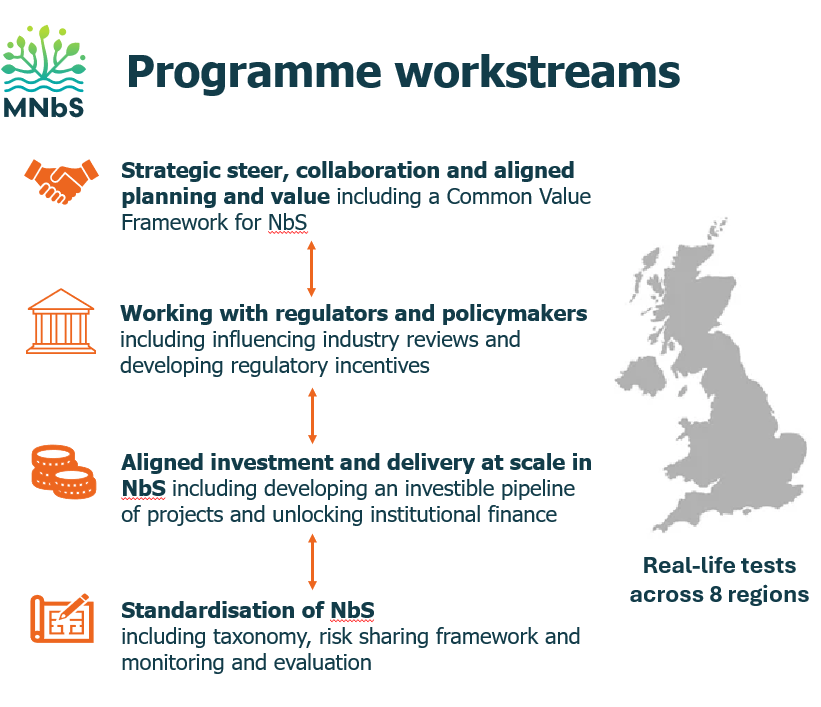 MNbS
Programme workstreams
Strategic steer, collaboration and aligned
planning and value including a Common Value
Framework for NbS
Working with regulators and policymakers
including influencing industry reviews and
developing regulatory incentives
Aligned investment and delivery at scale in
NbS including developing an investible pipeline
of projects and unlocking institutional finance
Standardisation of NbS
including taxonomy, risk sharing framework and
monitoring and evaluation
Real-life tests
across 8 regions